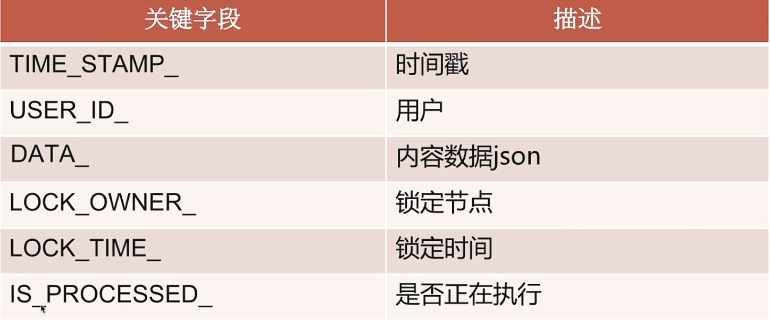 关键字段 描述
TIME_STAMP_ 时间戳
USER_ID_ 用户
DATA_ 内容数据json
LOCK_OWNER_ 锁定节点
LOCK_TIME_ 锁定时间
IS_PROCESSED_ 是否正在执行